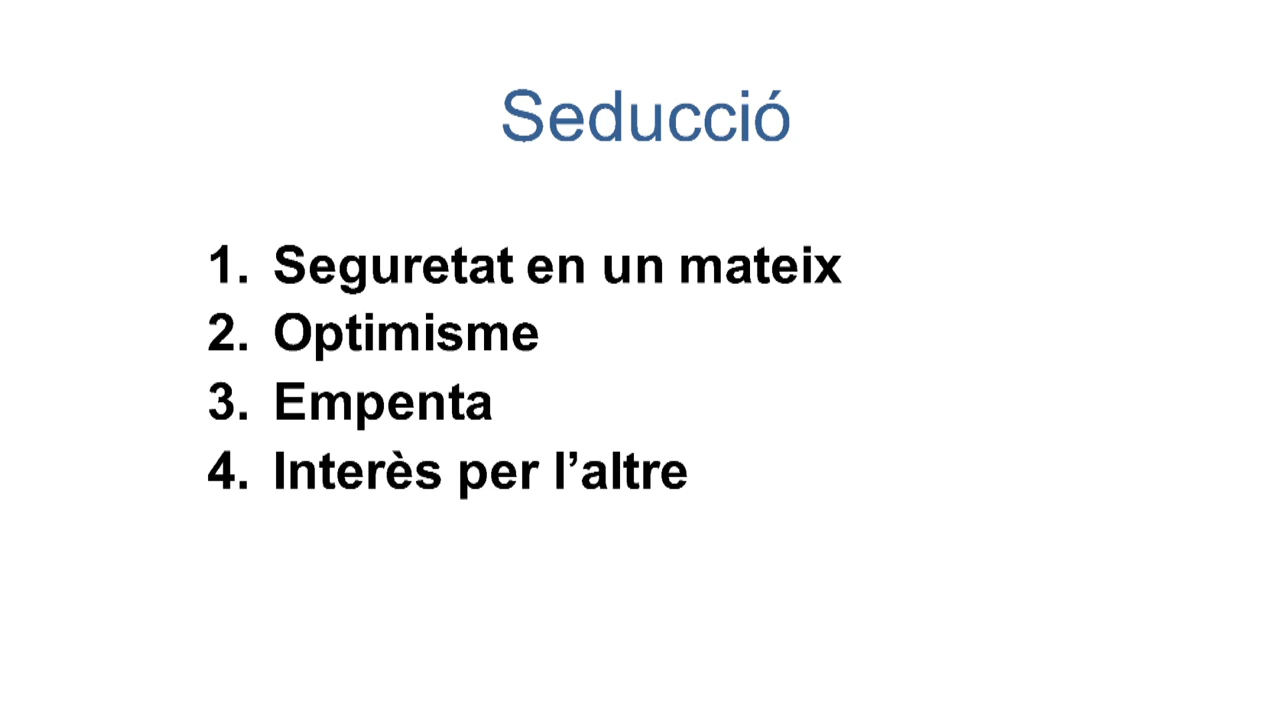 Seducció
1. Seguretat en un mateix
2. Optimisme
3. Empenta
4. Interès per l’altre